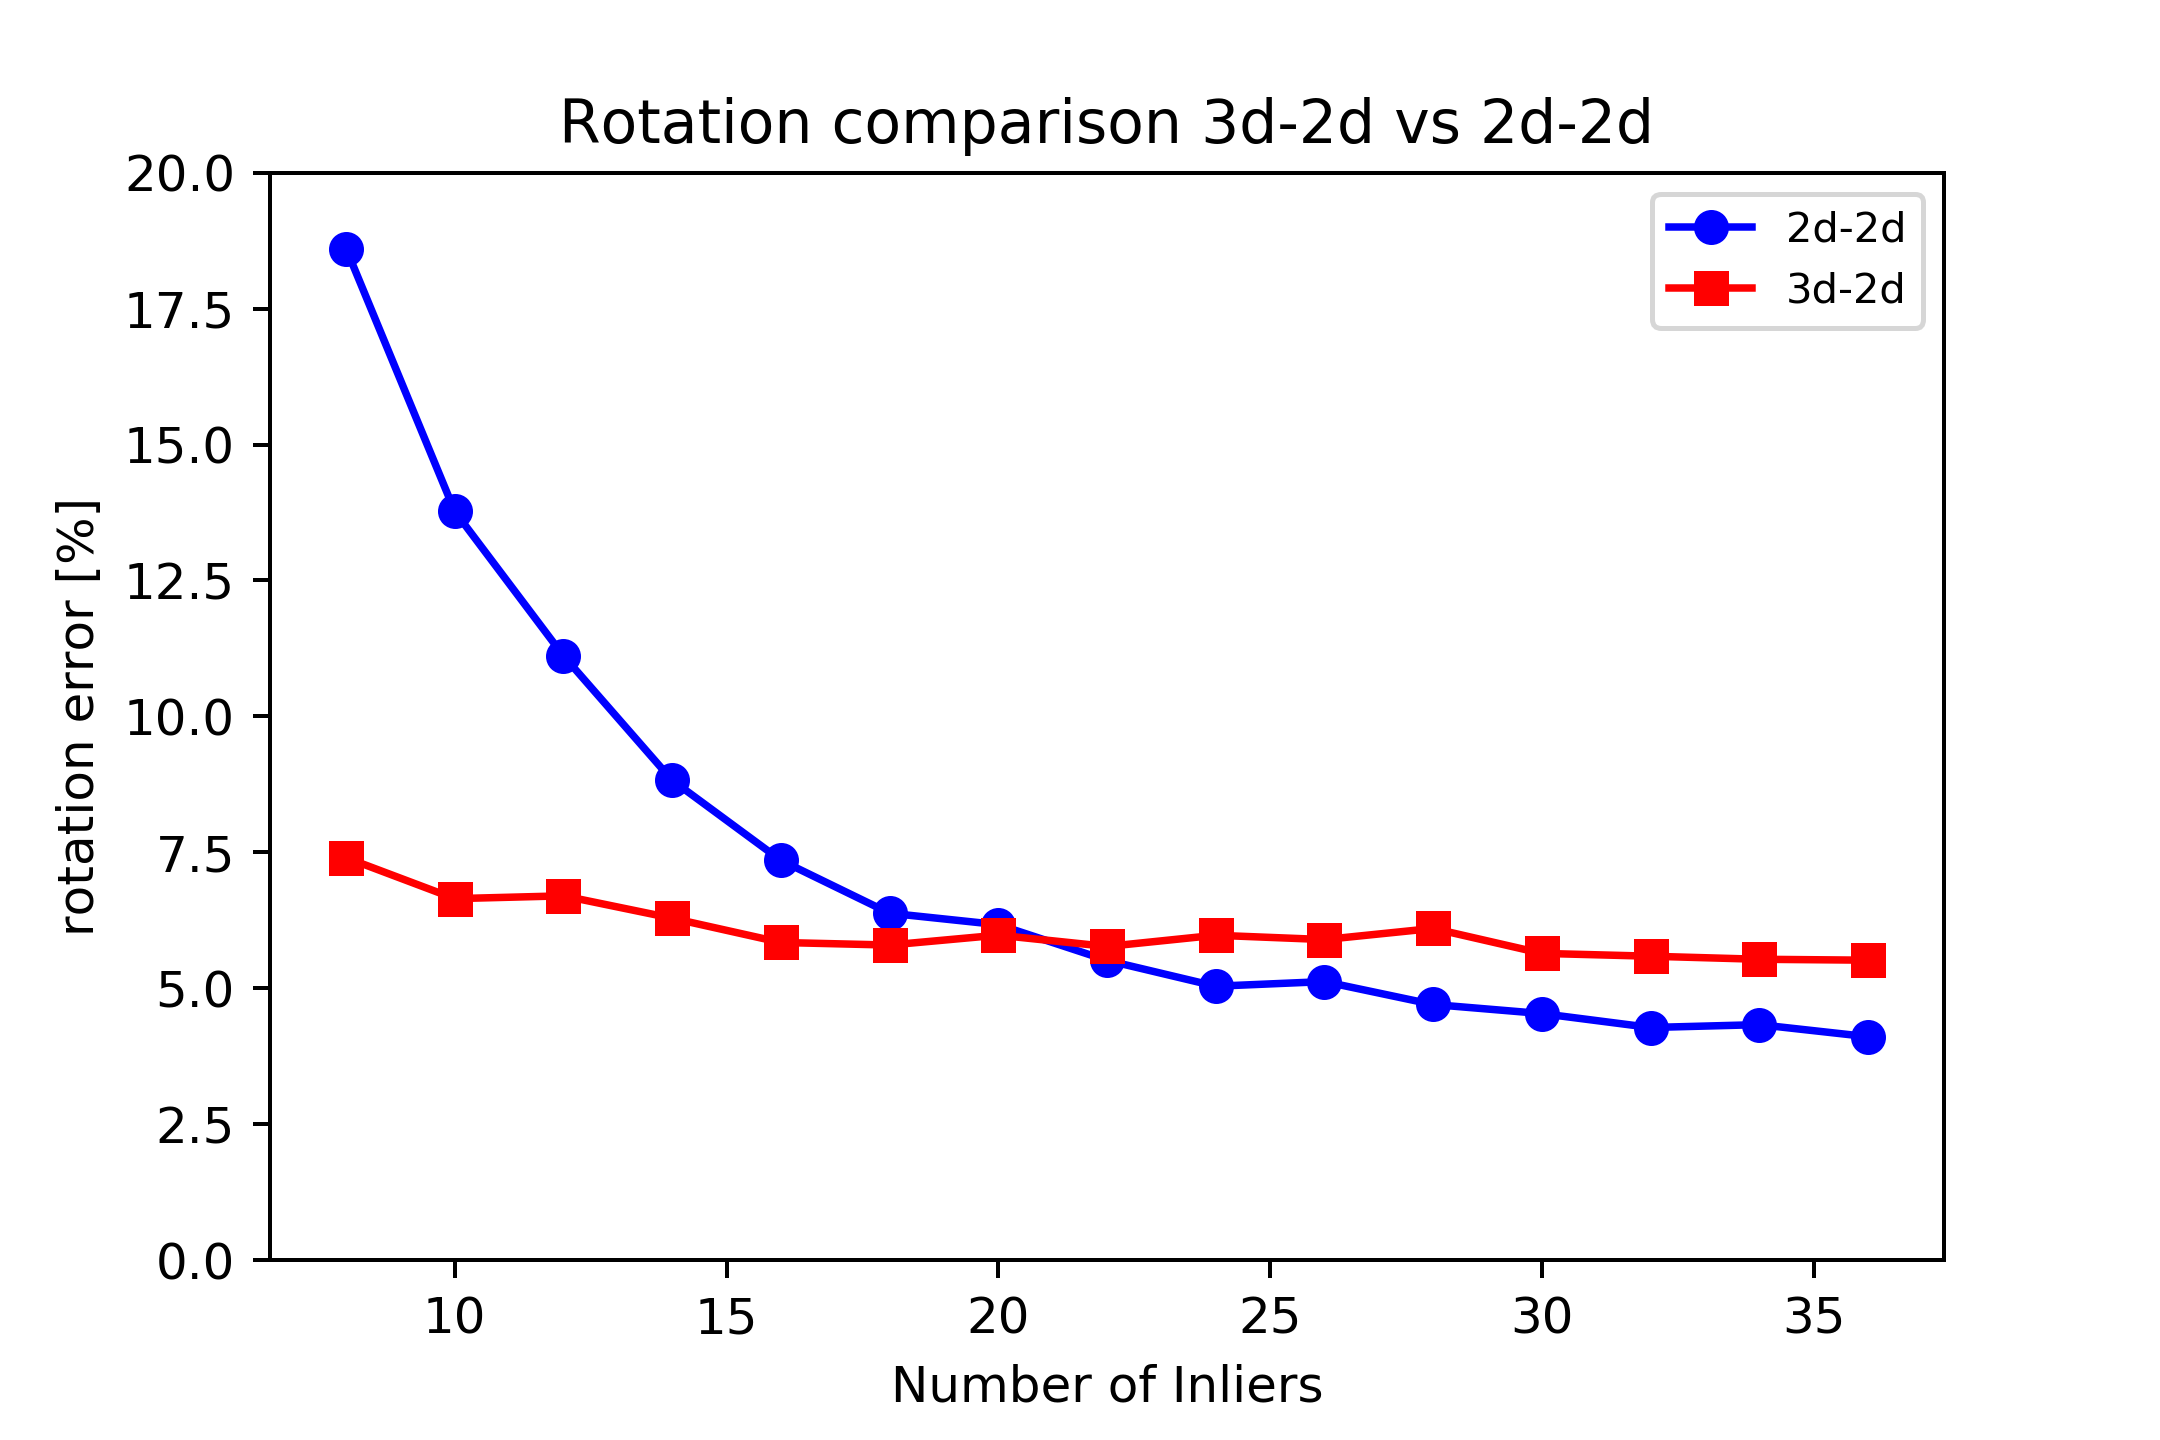 Rotation comparison 3d-2d vs 2d-2d
20.0
17.5
15.0
12.5
10.0
7.5
5.0
2.5
0.0
rotation error [%]
2d-2d
3d-2d
10 15 20 25 30 35
Number of Inliers